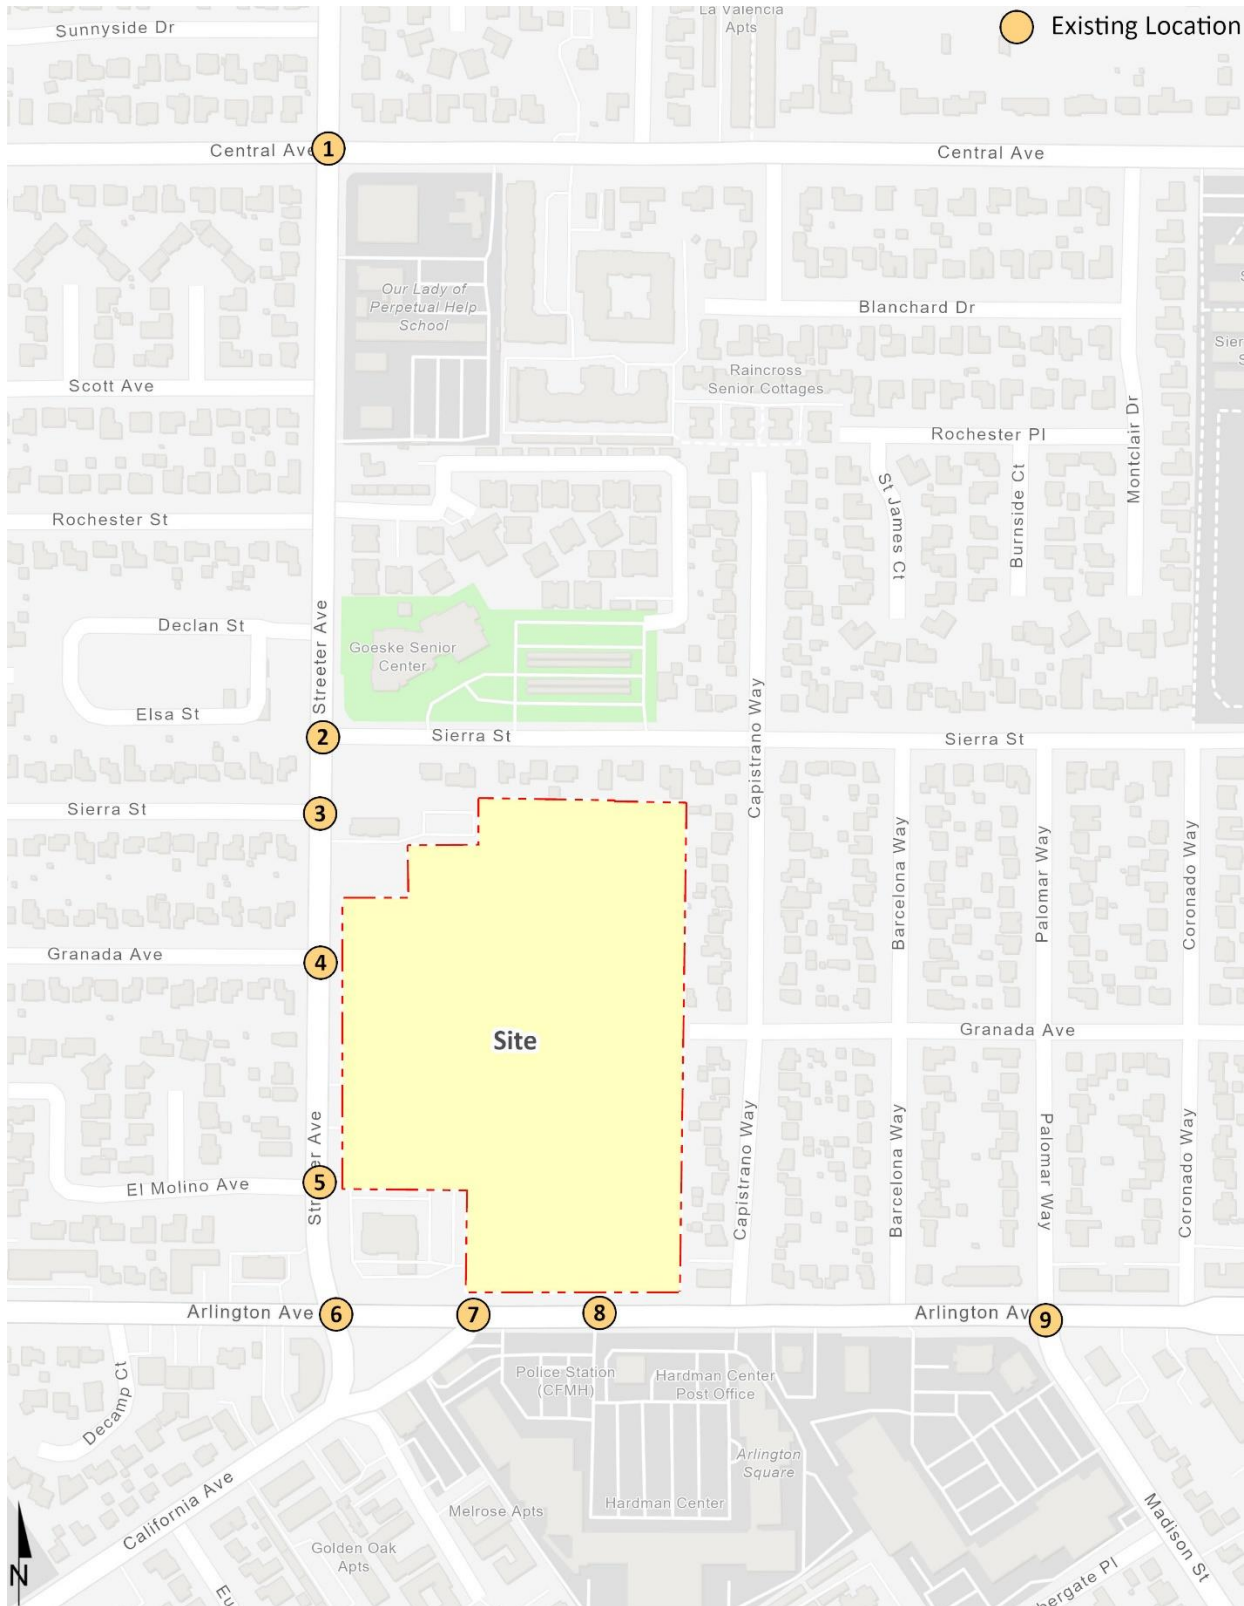 La Valencia
Apts
Existing Location
Sunnyside Dr
Central Ave
1
Central Ave
Our Lady of
Perpetual Help
School
Blanchard Dr
Raincross
Senior Cottages
Scott Ave
Rochester Pl
Montclair Dr
St James Ct
Burnside Ct
Rochester St
Declan St
Streeter Ave
Goeske Senior
Center
Elsa St
Capistrano Way
2
Sierra St
Sierra St
Sierra St
3
Barcelona Way
Palomar Way
Coronado Way
Granada Ave
4
Site
Granada Ave
Capistrano Way
Barcelona Way
Palomar Way
Coronado Way
El Molino Ave
5
Arlington Ave
6
7
8
Arlington Av
9
Decamp Ct
Police Station
(CFMH)
Hardman Center
Post Office
Arlington
Square
Hardman Center
Melrose Apts
California Ave
Golden Oak
Apts
Madison St
N